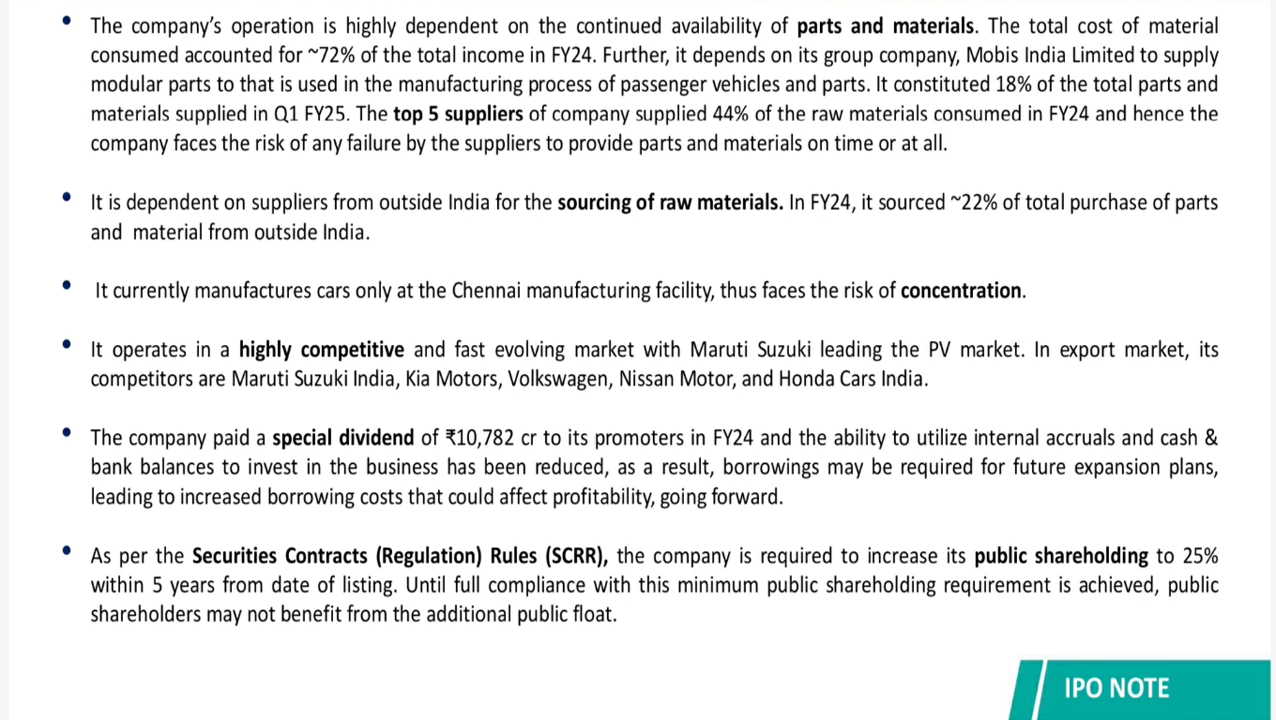 • The company's operation is highly dependent on the continued availability of parts and materials. The total cost of material
consumed accounted for ~72% of the total income in FY24. Further, it depends on its group company, Mobis India Limited to supply
modular parts to that is used in the manufacturing process of passenger vehicles and parts. It constituted 18% of the total parts and
materials supplied in Q1 FY25. The top 5 suppliers of company supplied 44% of the raw materials consumed in FY24 and hence the
company faces the risk of any failure by the suppliers to provide parts and materials on time or at all.
• It is dependent on suppliers from outside India for the sourcing of raw materials. In FY24, it sourced ~22% of total purchase of parts
and material from outside India.
• It currently manufactures cars only at the Chennai manufacturing facility, thus faces the risk of concentration.
• It operates in a highly competitive and fast evolving market with Maruti Suzuki leading the PV market. In export market, its
competitors are Maruti Suzuki India, Kia Motors, Volkswagen, Nissan Motor, and Honda Cars India.
• The company paid a special dividend of ₹10,782 cr to its promoters in FY24 and the ability to utilize internal accruals and cash &
bank balances to invest in the business has been reduced, as a result, borrowings may be required for future expansion plans,
leading to increased borrowing costs that could affect profitability, going forward.
• As per the Securities Contracts (Regulation) Rules (SCRR), the company is required to increase its public shareholding to 25%
within 5 years from date of listing. Until full compliance with this minimum public shareholding requirement is achieved, public
shareholders may not benefit from the additional public float.
IPO NOTE